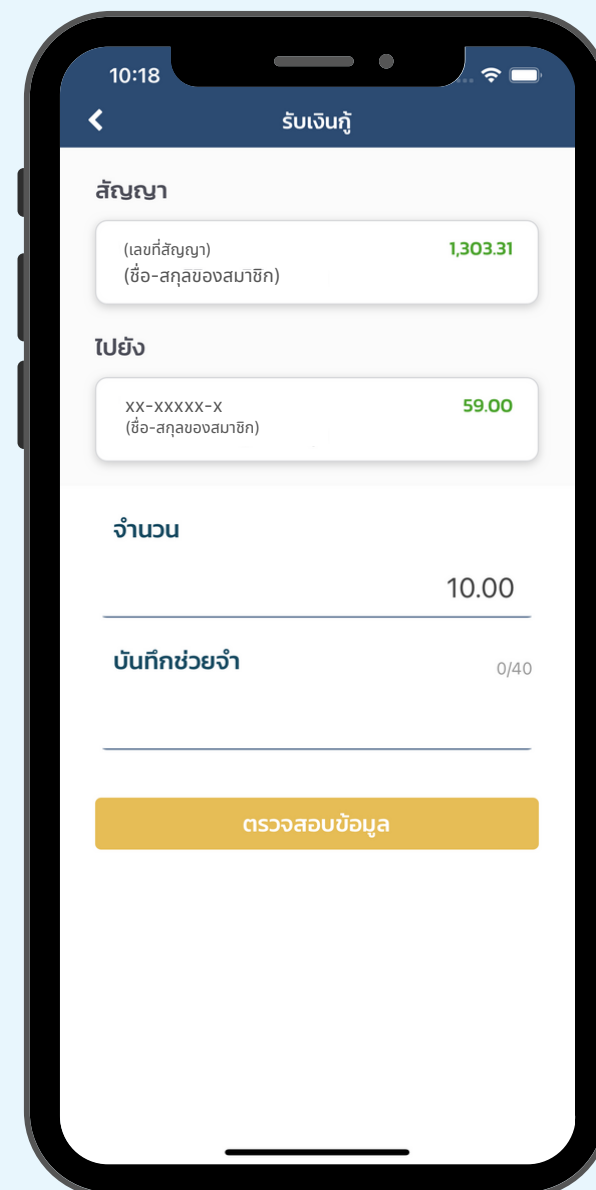 10:18
รับเงินกู้
สัญญา
(เลขที่สัญญา) 1,303.31
(ชื่อ-สกุลของสมาชิก)
ไปยัง
xx-xxxxx-x 59.00
(ชื่อ-สกุลของสมาชิก)
จำนวน
10.00
บันทึกช่วยจำ 0/40
ตรวจสอบข้อมูล